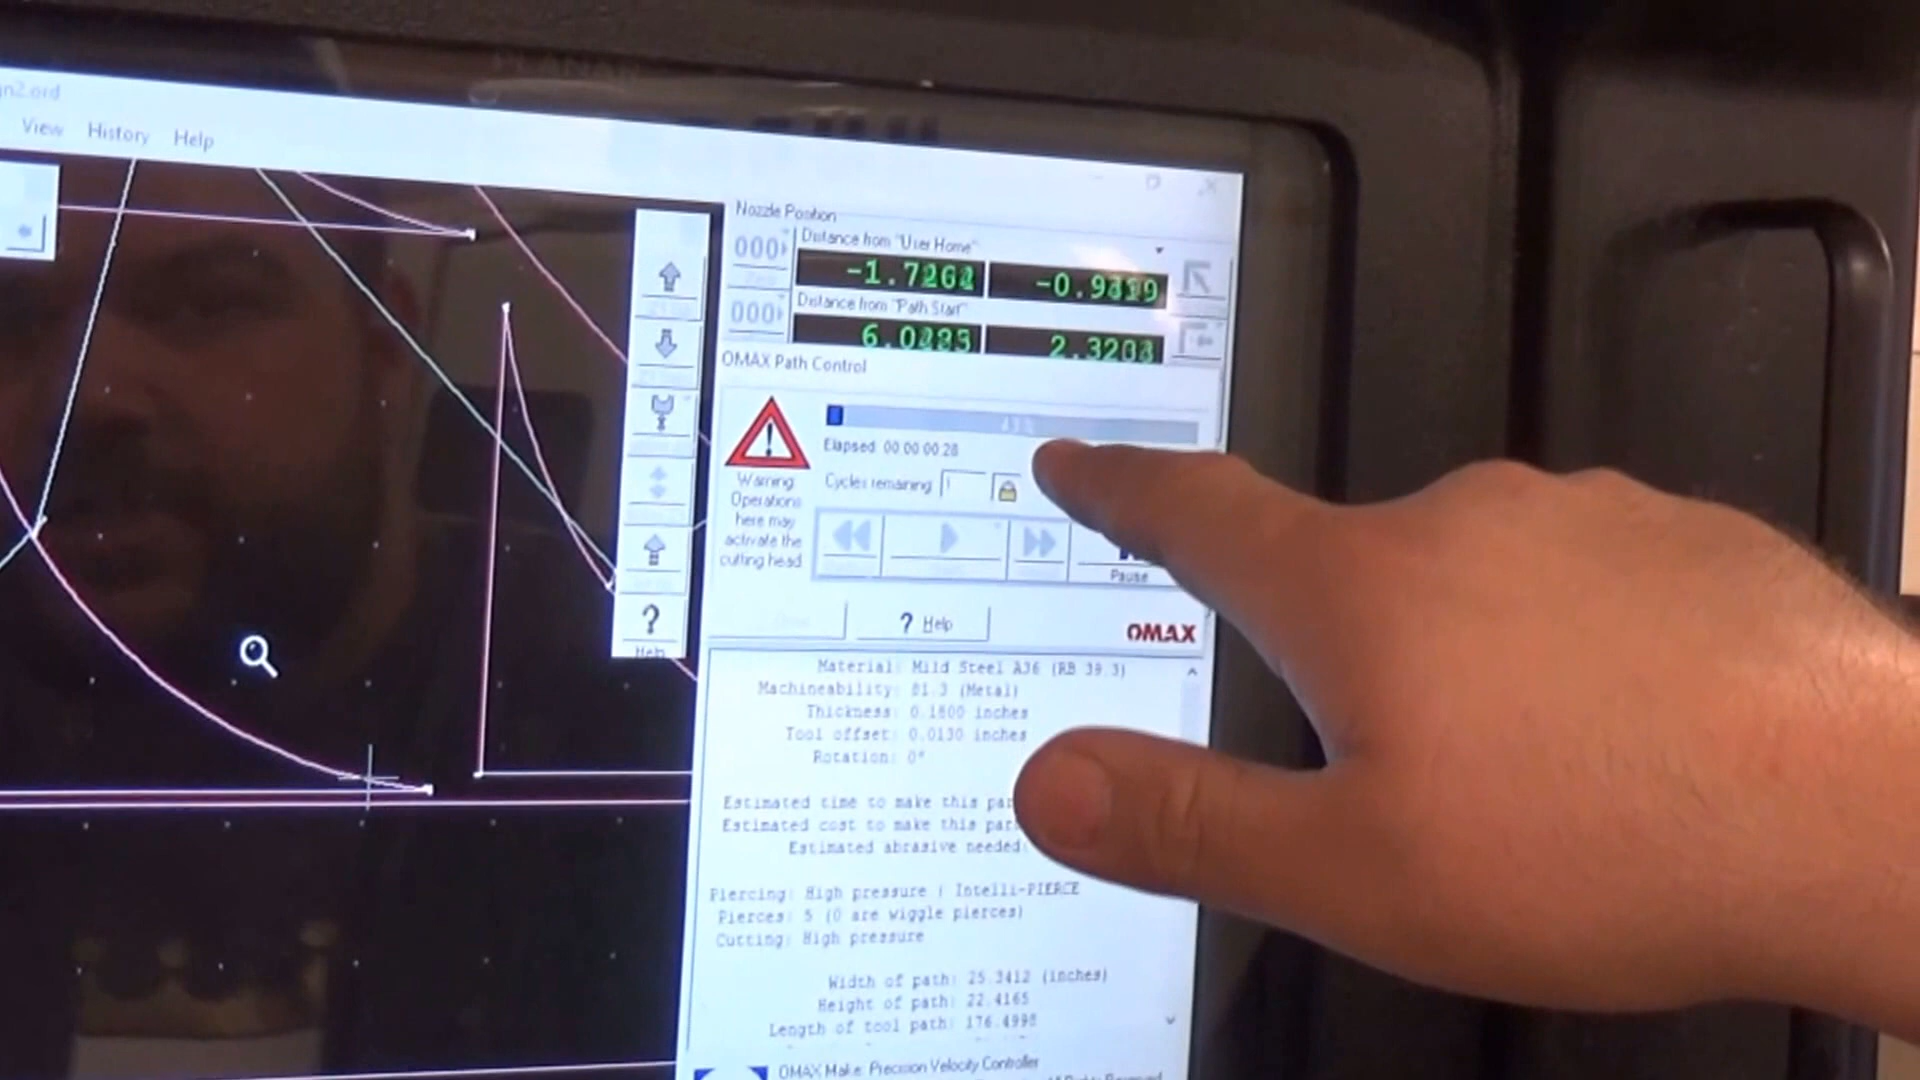 n2.ord
View History Help
Nozzle Position
Distance from "User Home"
000
-1.7
-0.9
Distance from "Path Start"
000
6.0
2.320
OMAX Path Control
Elapsed: 00:00:00:28
Cycles remaining
Warning:
Operations
here may
activate the
cutting head
Pause
? Help
OMAX
?
Help
Material: Mild Steel A36 (RB 39.3)
Machineability: 81.3 (Metal)
Thickness: 0.1800 inches
Tool offset: 0.0130 inches
Rotation: 0°
Estimated time to make this par
Estimated cost to make this par
Estimated abrasive needed:
Piercing: High pressure | Intelli-PIERCE
Pierces: 5 (0 are wiggle pierces)
Cutting: High pressure
Width of path: 25.3412 (inches)
Height of path: 22.4165
Length of tool path: 176.4998
OMAX Make: Precision Velocity Controller